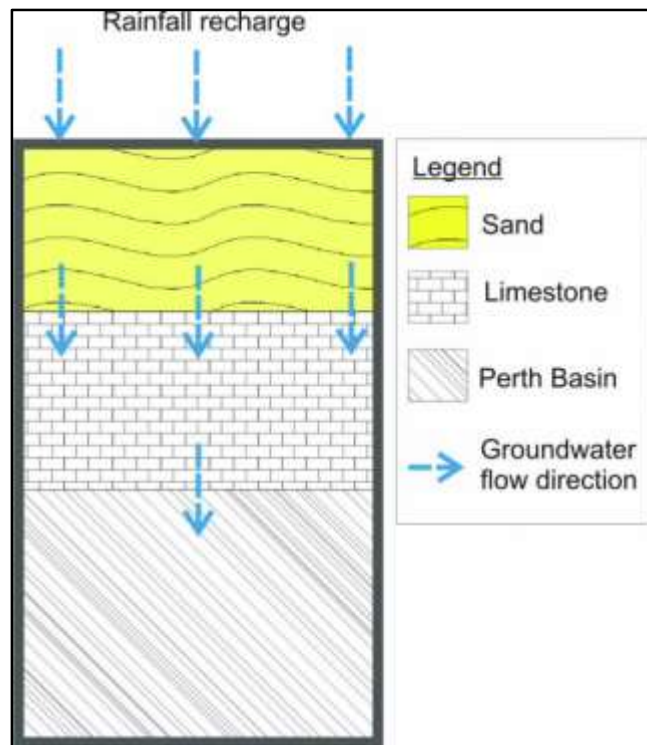 Rainfall recharge
Legend
Sand
Limestone
Perth Basin
Groundwater
flow direction